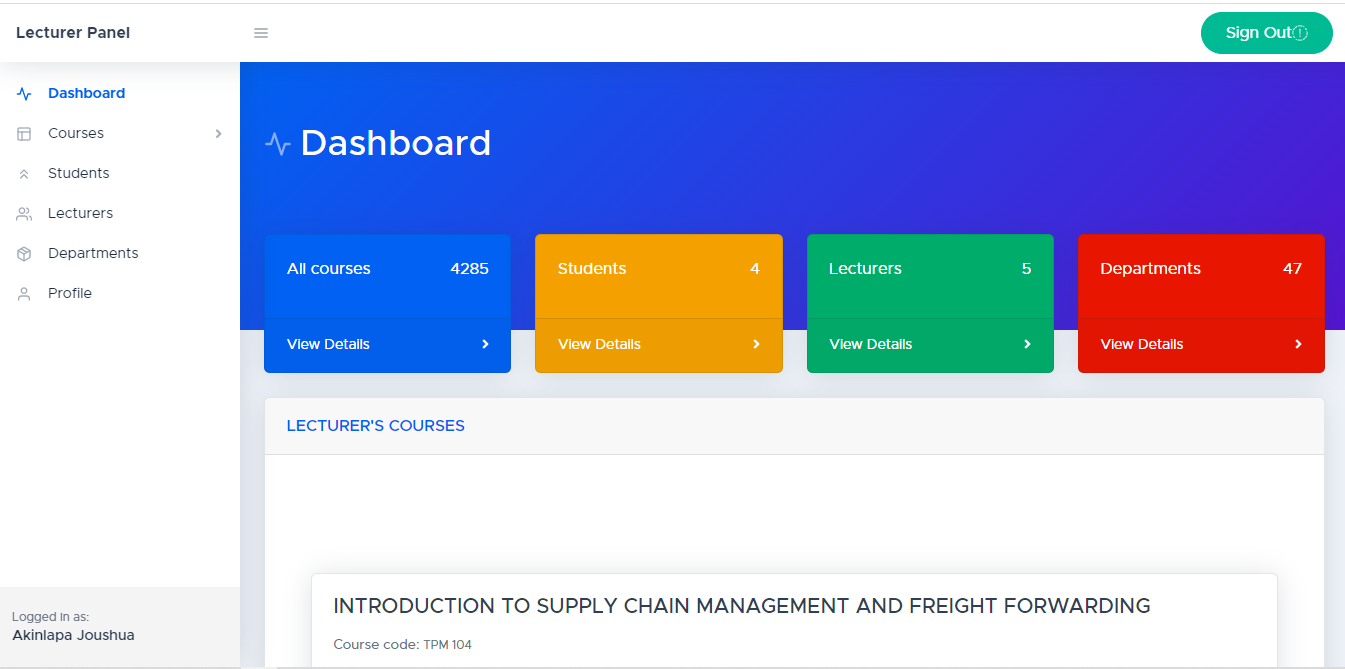 Lecturer Panel
Sign Out
Dashboard
Courses
Students
Lecturers
Departments
Profile
Dashboard
All courses 4285
Students 4
Lecturers 5
Departments 47
View Details
View Details
View Details
View Details
LECTURER'S COURSES
INTRODUCTION TO SUPPLY CHAIN MANAGEMENT AND FREIGHT FORWARDING
Course code: TPM 104
Logged in as:
Akinlapa Joushua